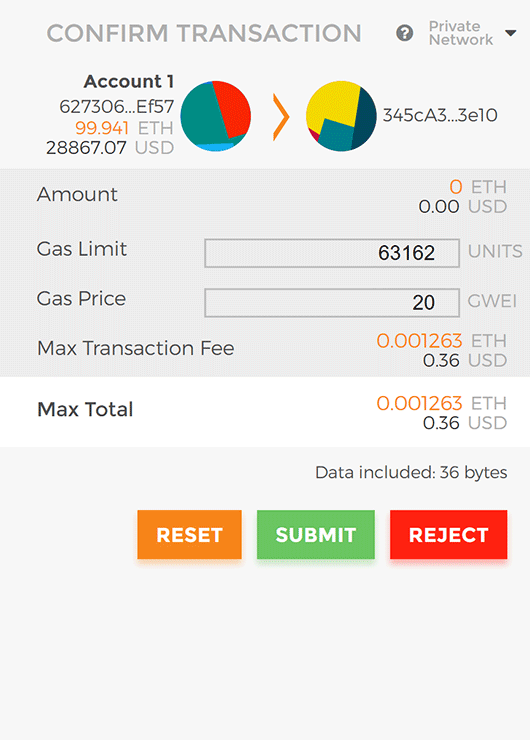 CONFIRM TRANSACTION
? Private Network
Account 1
627306...Ef57
99.941 ETH
28867.07 USD
345cA3...3e10
Amount
0 ETH
0.00 USD
Gas Limit 63162 UNITS
Gas Price 20 GWEI
Max Transaction Fee
0.001263 ETH
0.36 USD
Max Total
0.001263 ETH
0.36 USD
Data included: 36 bytes
RESET SUBMIT REJECT